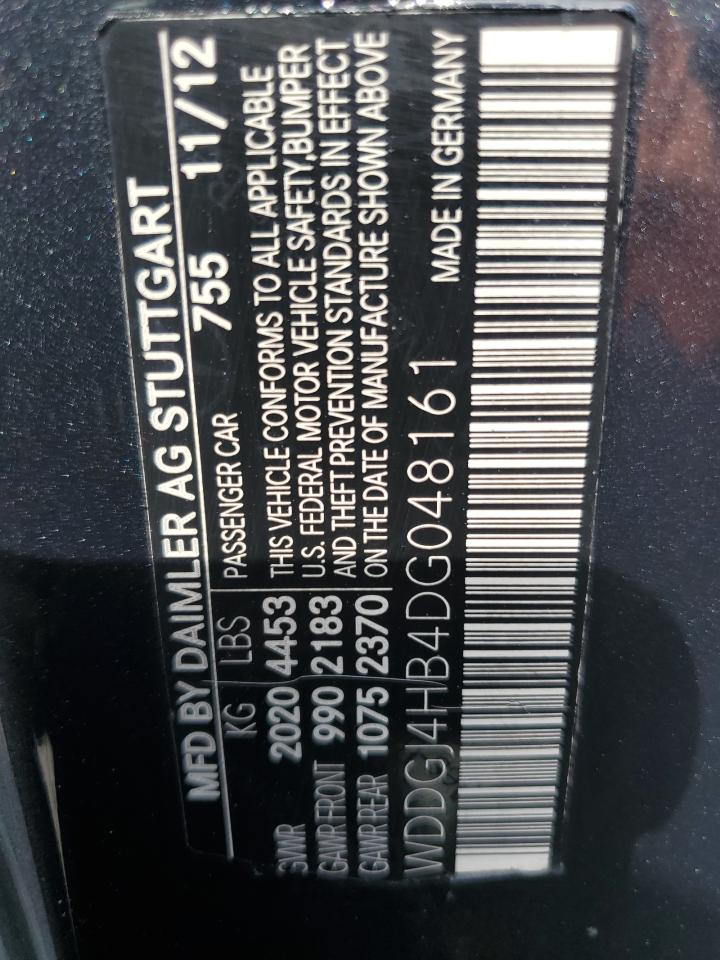 MFD BY DAIMLER AG STUTTGART
755 11/12
KG / LBS PASSENGER CAR
GVWR 2020 4453 THIS VEHICLE CONFORMS TO ALL APPLICABLE
GAWR FRONT 990 2183 U.S. FEDERAL MOTOR VEHICLE SAFETY,BUMPER
GAWR REAR 1075 2370 AND THEFT PREVENTION STANDARDS IN EFFECT
ON THE DATE OF MANUFACTURE SHOWN ABOVE
WDDGJ4HB4DG048161 MADE IN GERMANY